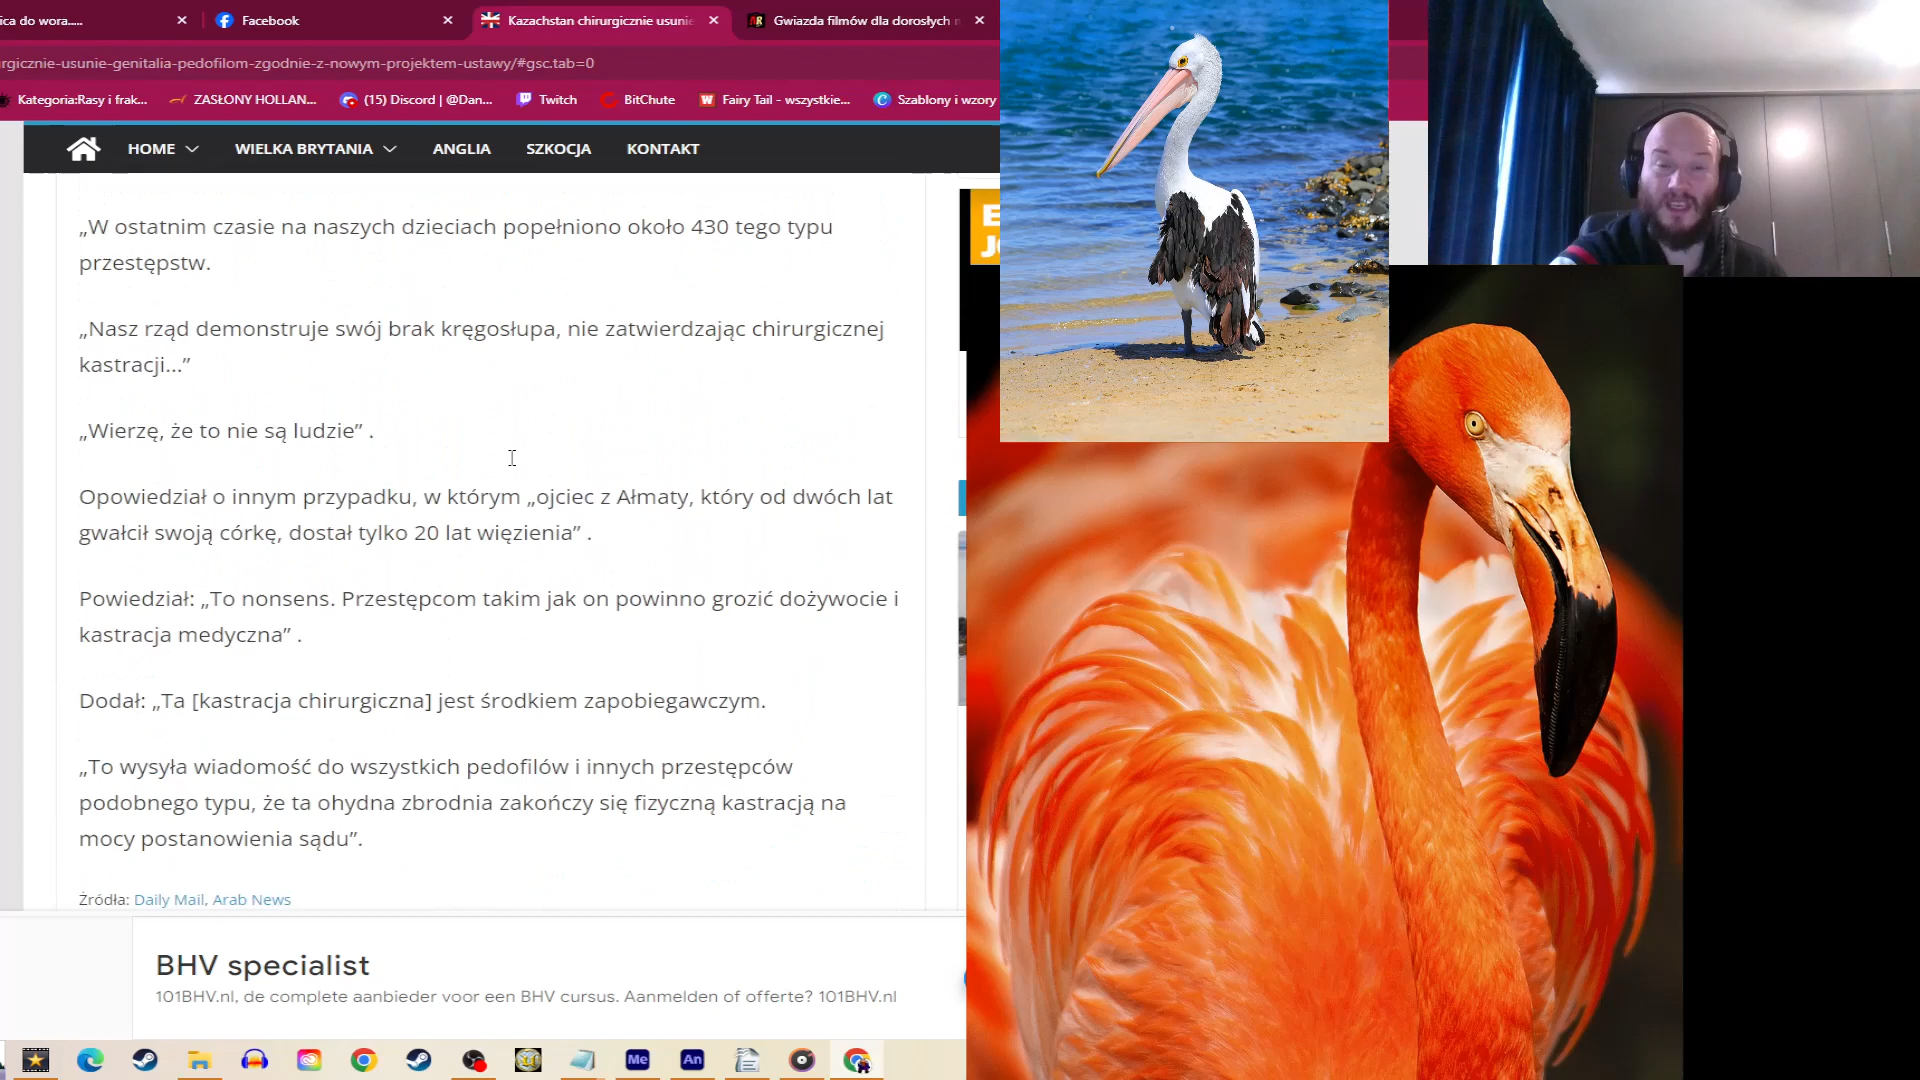 ica do wora.....
Facebook
Kazachstan chirurgicznie usunie
Gwiazda filmów dla dorosłych n
rgicznie-usunie-genitalia-pedofilom-zgodnie-z-nowym-projektem-ustawy/#gsc.tab=0
Kategoria:Rasy i frak...
ZASŁONY HOLLAN...
(15) Discord | @Dan...
Twitch
BitChute
Fairy Tail - wszystkie...
Szablony i wzory
HOME
WIELKA BRYTANIA
ANGLIA
SZKOCJA
KONTAKT
„W ostatnim czasie na naszych dzieciach popełniono około 430 tego typu
przestępstw.
„Nasz rząd demonstruje swój brak kręgosłupa, nie zatwierdzając chirurgicznej
kastracji...”
„Wierzę, że to nie są ludzie” .
Opowiedział o innym przypadku, w którym „ojciec z Ałmaty, który od dwóch lat
gwałcił swoją córkę, dostał tylko 20 lat więzienia” .
Powiedział: „To nonsens. Przestępcom takim jak on powinno grozić dożywocie i
kastracja medyczna” .
Dodał: „Ta [kastracja chirurgiczna] jest środkiem zapobiegawczym.
„To wysyła wiadomość do wszystkich pedofilów i innych przestępców
podobnego typu, że ta ohydna zbrodnia zakończy się fizyczną kastracją na
mocy postanowienia sądu”.
Źródła: Daily Mail, Arab News
BHV specialist
101BHV.nl, de complete aanbieder voor een BHV cursus. Aanmelden of offerte? 101BHV.nl
Me
An